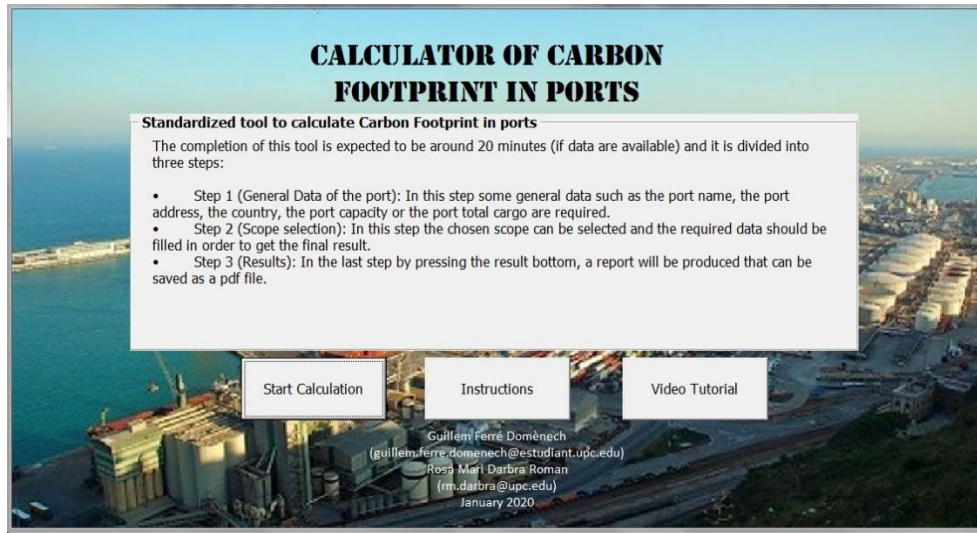 CALCULATOR OF CARBON
FOOTPRINT IN PORTS
Standardized tool to calculate Carbon Footprint in ports
The completion of this tool is expected to be around 20 minutes (if data are available) and it is divided into
three steps:
• Step 1 (General Data of the port): In this step some general data such as the port name, the port
address, the country, the port capacity or the port total cargo are required.
• Step 2 (Scope selection): In this step the chosen scope can be selected and the required data should be
filled in order to get the final result.
• Step 3 (Results): In the last step by pressing the result bottom, a report will be produced that can be
saved as a pdf file.
Start Calculation
Instructions
Video Tutorial
Guillem Ferré Domènech
(guillem.ferre.domenech@estudiant.upc.edu)
Rosa Mari Darbra Roman
(rm.darbra@upc.edu)
January 2020